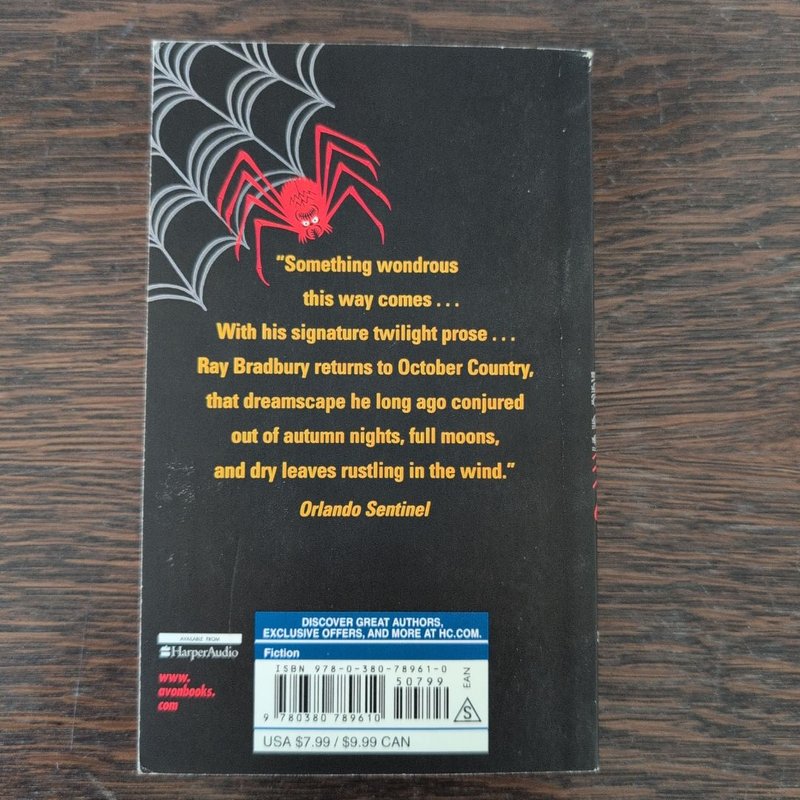 “Something wondrous
this way comes . . .
With his signature twilight prose . . .
Ray Bradbury returns to October Country,
that dreamscape he long ago conjured
out of autumn nights, full moons,
and dry leaves rustling in the wind.”
Orlando Sentinel
AVAILABLE FROM
HarperAudio
www.
avonbooks.
com
DISCOVER GREAT AUTHORS,
EXCLUSIVE OFFERS, AND MORE AT HC.COM.
Fiction
ISBN 978-0-380-78961-0
50799
EAN
S
9 780380 789610
USA $7.99 / $9.99 CAN